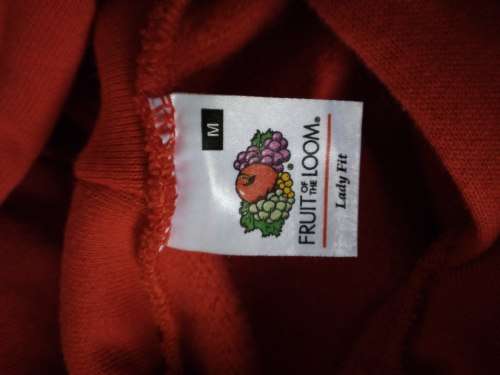 M
FRUIT OF THE LOOM®
Lady Fit